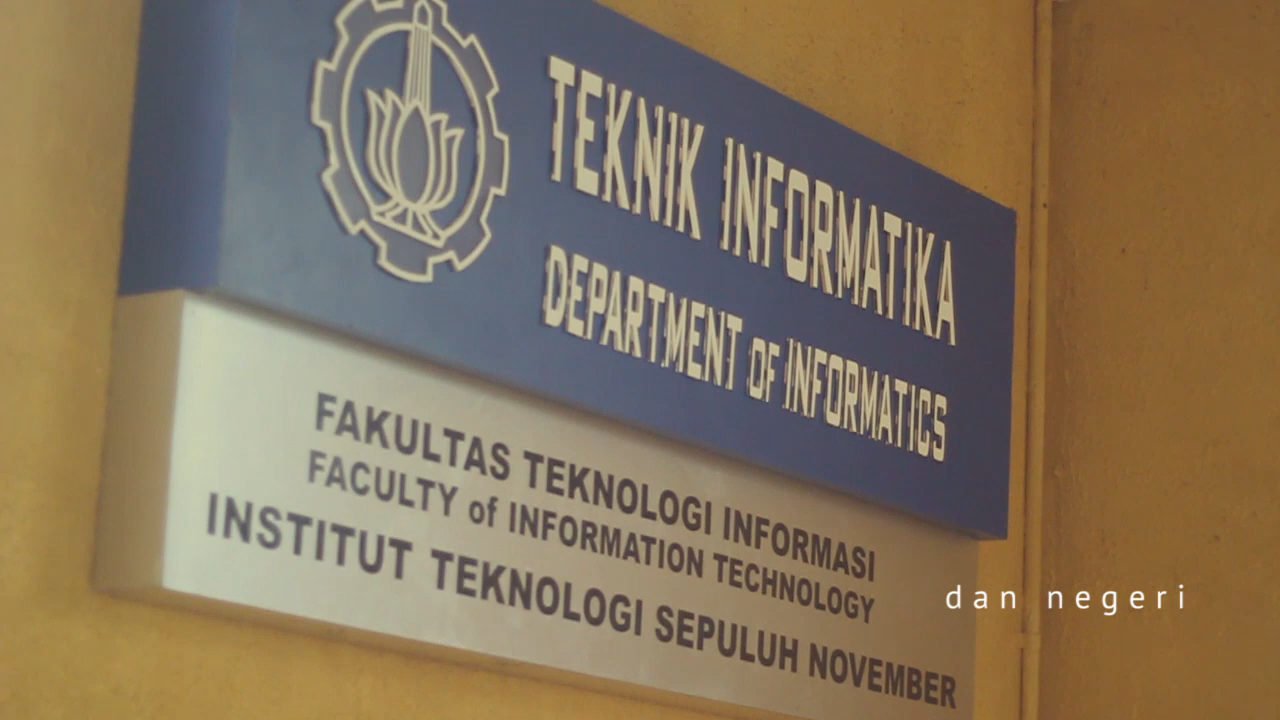 TEKNIK INFORMATIKA
DEPARTMENT OF INFORMATICS
FAKULTAS TEKNOLOGI INFORMASI
FACULTY of INFORMATION TECHNOLOGY
INSTITUT TEKNOLOGI SEPULUH NOVEMBER
dan negeri